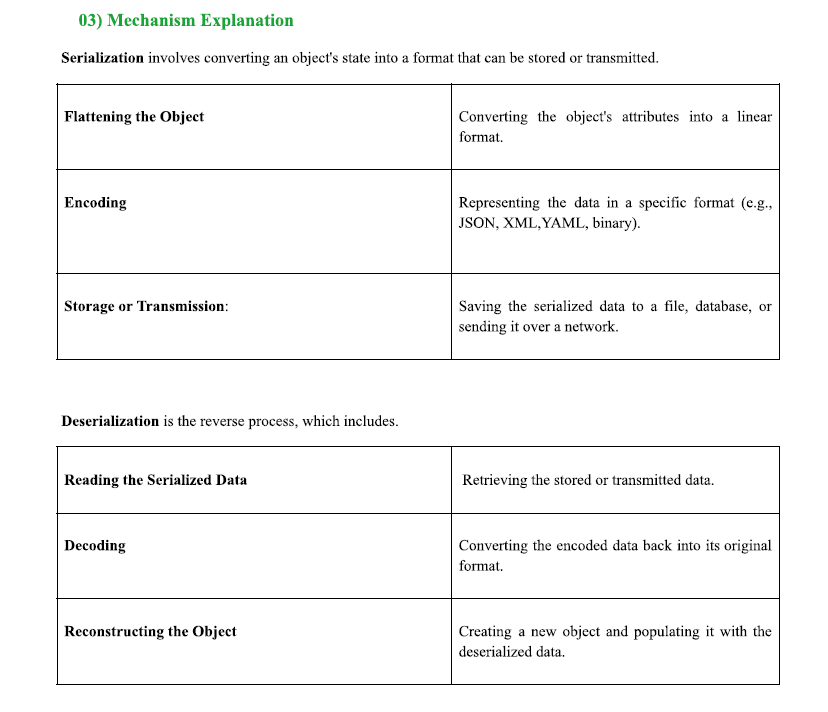 03) Mechanism Explanation
Serialization involves converting an object's state into a format that can be stored or transmitted.
Flattening the Object
Converting the object's attributes into a linear
format.
Encoding
Representing the data in a specific format (e.g.,
JSON, XML,YAML, binary).
Storage or Transmission:
Saving the serialized data to a file, database, or
sending it over a network.
Deserialization is the reverse process, which includes.
Reading the Serialized Data
Retrieving the stored or transmitted data.
Decoding
Converting the encoded data back into its original
format.
Reconstructing the Object
Creating a new object and populating it with the
deserialized data.